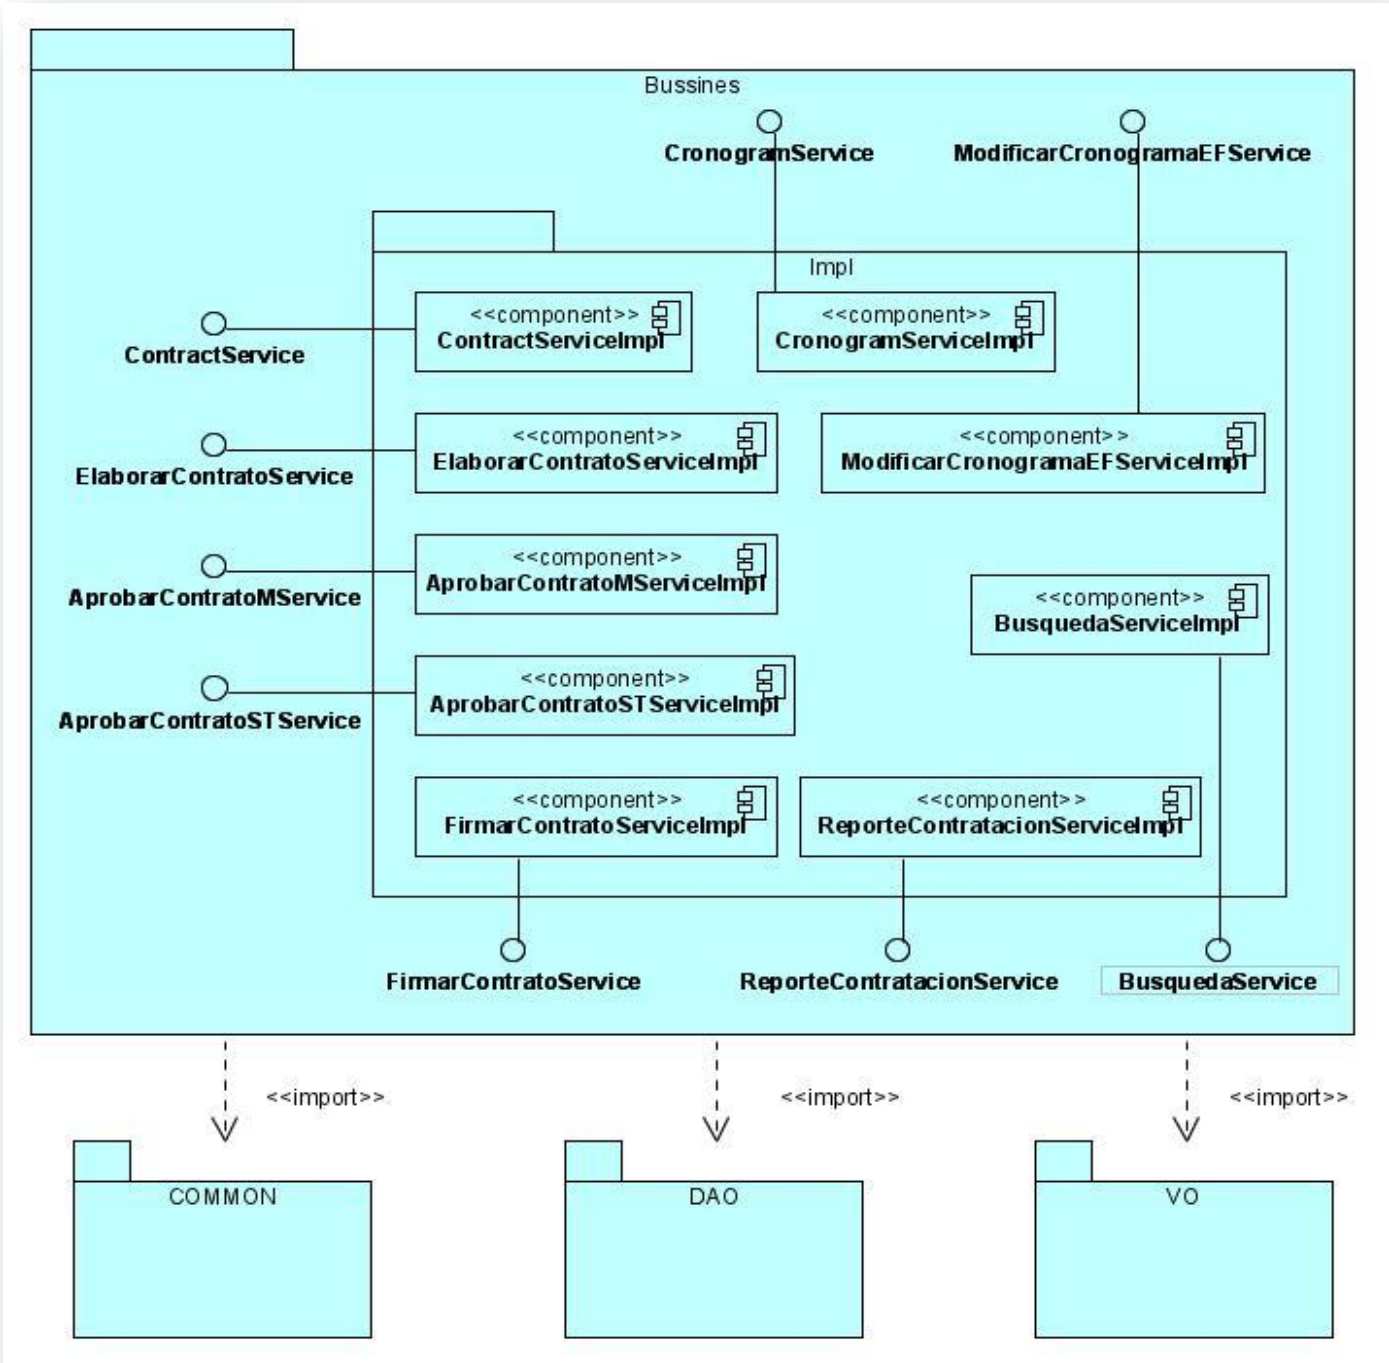 Bussines
CronogramService
ModificarCronogramaEFService
Impl
<<component>>
ContractServiceImpl
<<component>>
CronogramServiceImpl
ContractService
<<component>>
ElaborarContratoServiceImpl
<<component>>
ModificarCronogramaEFServiceImpl
ElaborarContratoService
<<component>>
AprobarContratoMServiceImpl
AprobarContratoMService
<<component>>
BusquedaServiceImpl
<<component>>
AprobarContratoSTServiceImpl
AprobarContratoSTService
<<component>>
FirmarContratoServiceImpl
<<component>>
ReporteContratacionServiceImpl
FirmarContratoService
ReporteContratacionService
BusquedaService
<<import>>
<<import>>
<<import>>
COMMON
DAO
VO